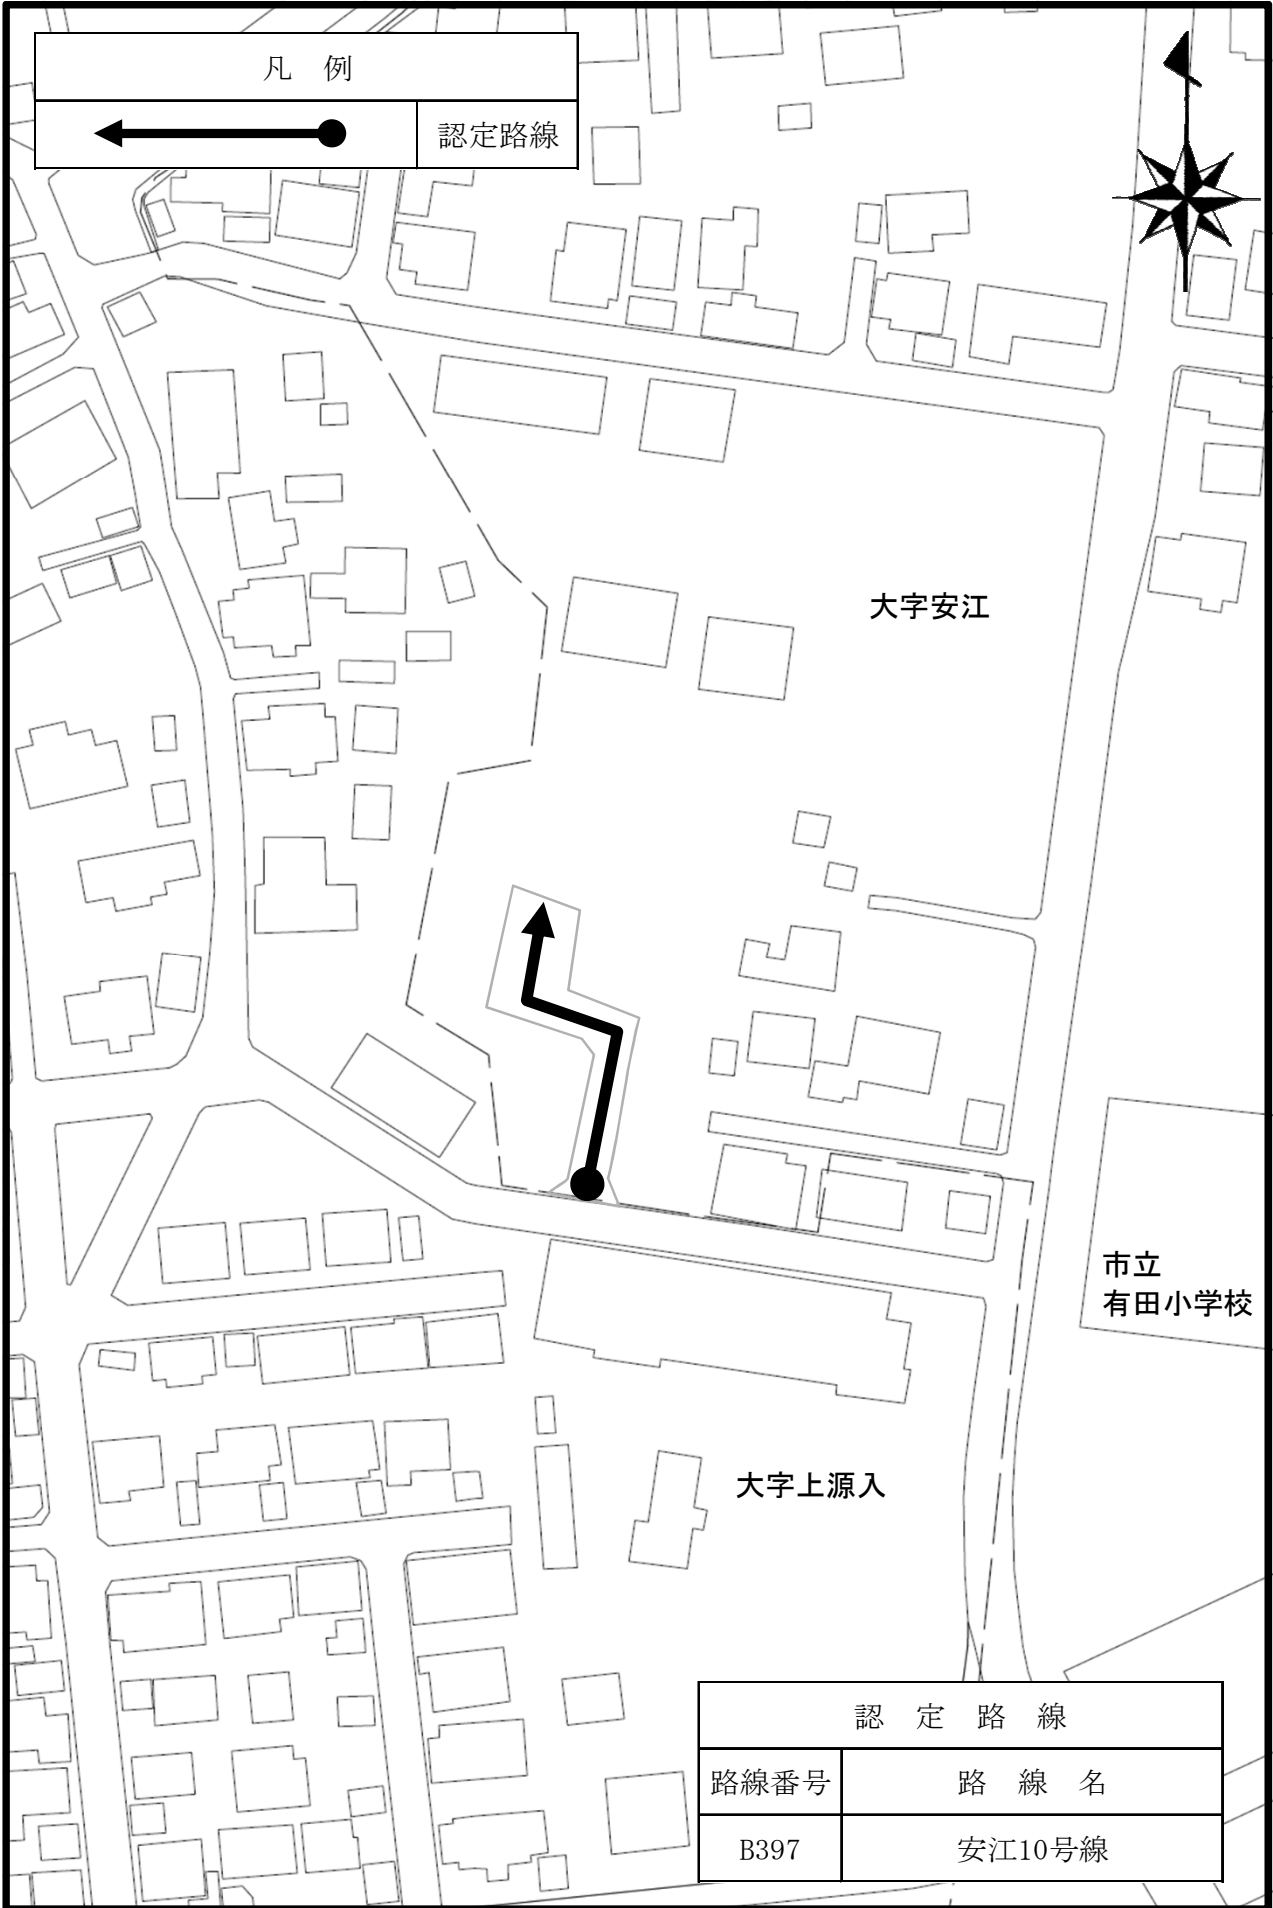 凡 例
認定路線
大字安江
市立
有田小学校
大字上源入
認 定 路 線
路線番号 路 線 名
B397 安江10号線